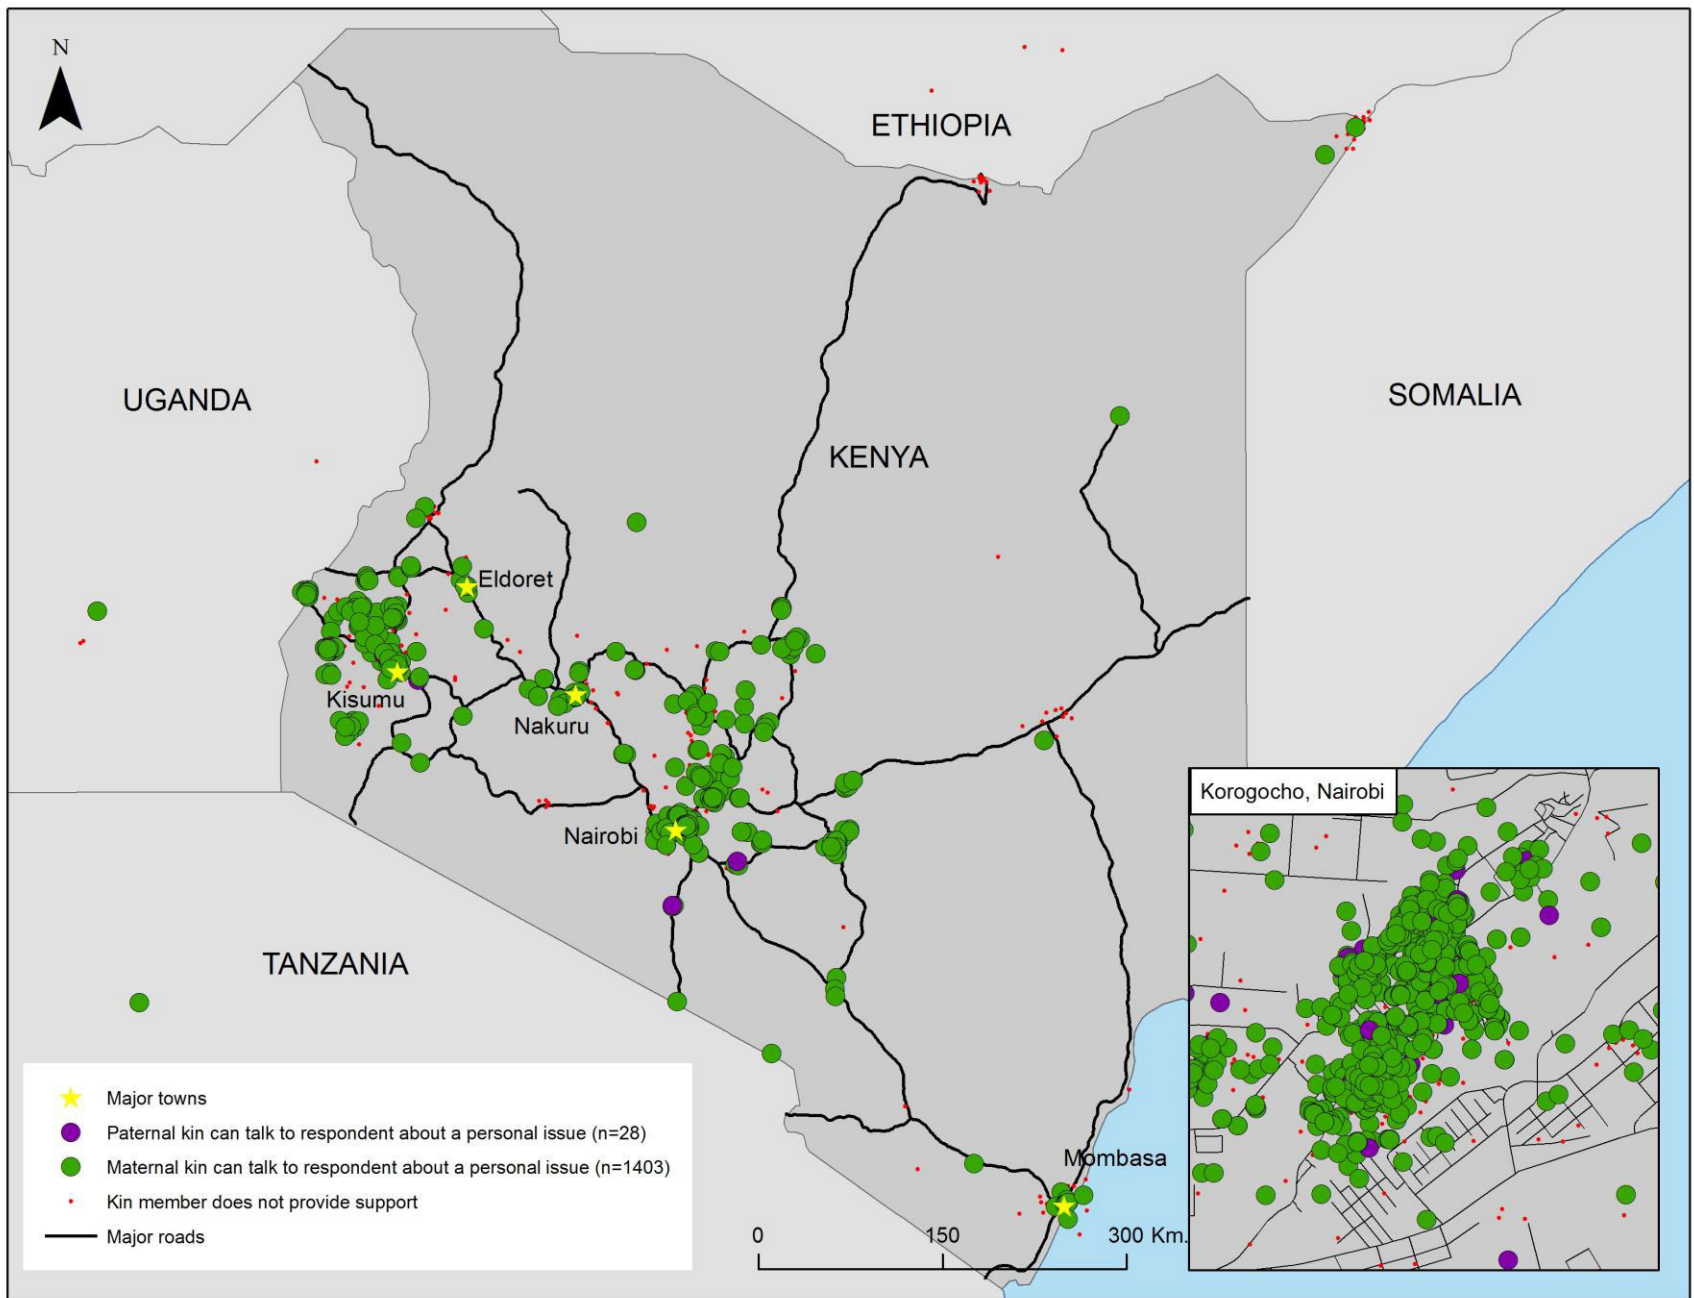 N
ETHIOPIA
UGANDA
SOMALIA
KENYA
Eldoret
Kisumu
Nakuru
Korogocho, Nairobi
Nairobi
TANZANIA
Major towns
Paternal kin can talk to respondent about a personal issue (n=28)
Maternal kin can talk to respondent about a personal issue (n=1403)
Kin member does not provide support
Major roads
Mombasa
0 150 300 Km.